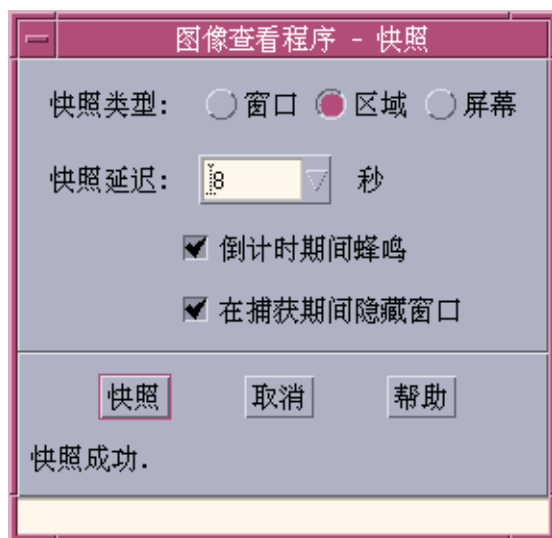 图像查看程序 - 快照
快照类型: 窗口 区域 屏幕
快照延迟: 8 秒
倒计时期间蜂鸣
在捕获期间隐藏窗口
快照 取消 帮助
快照成功.